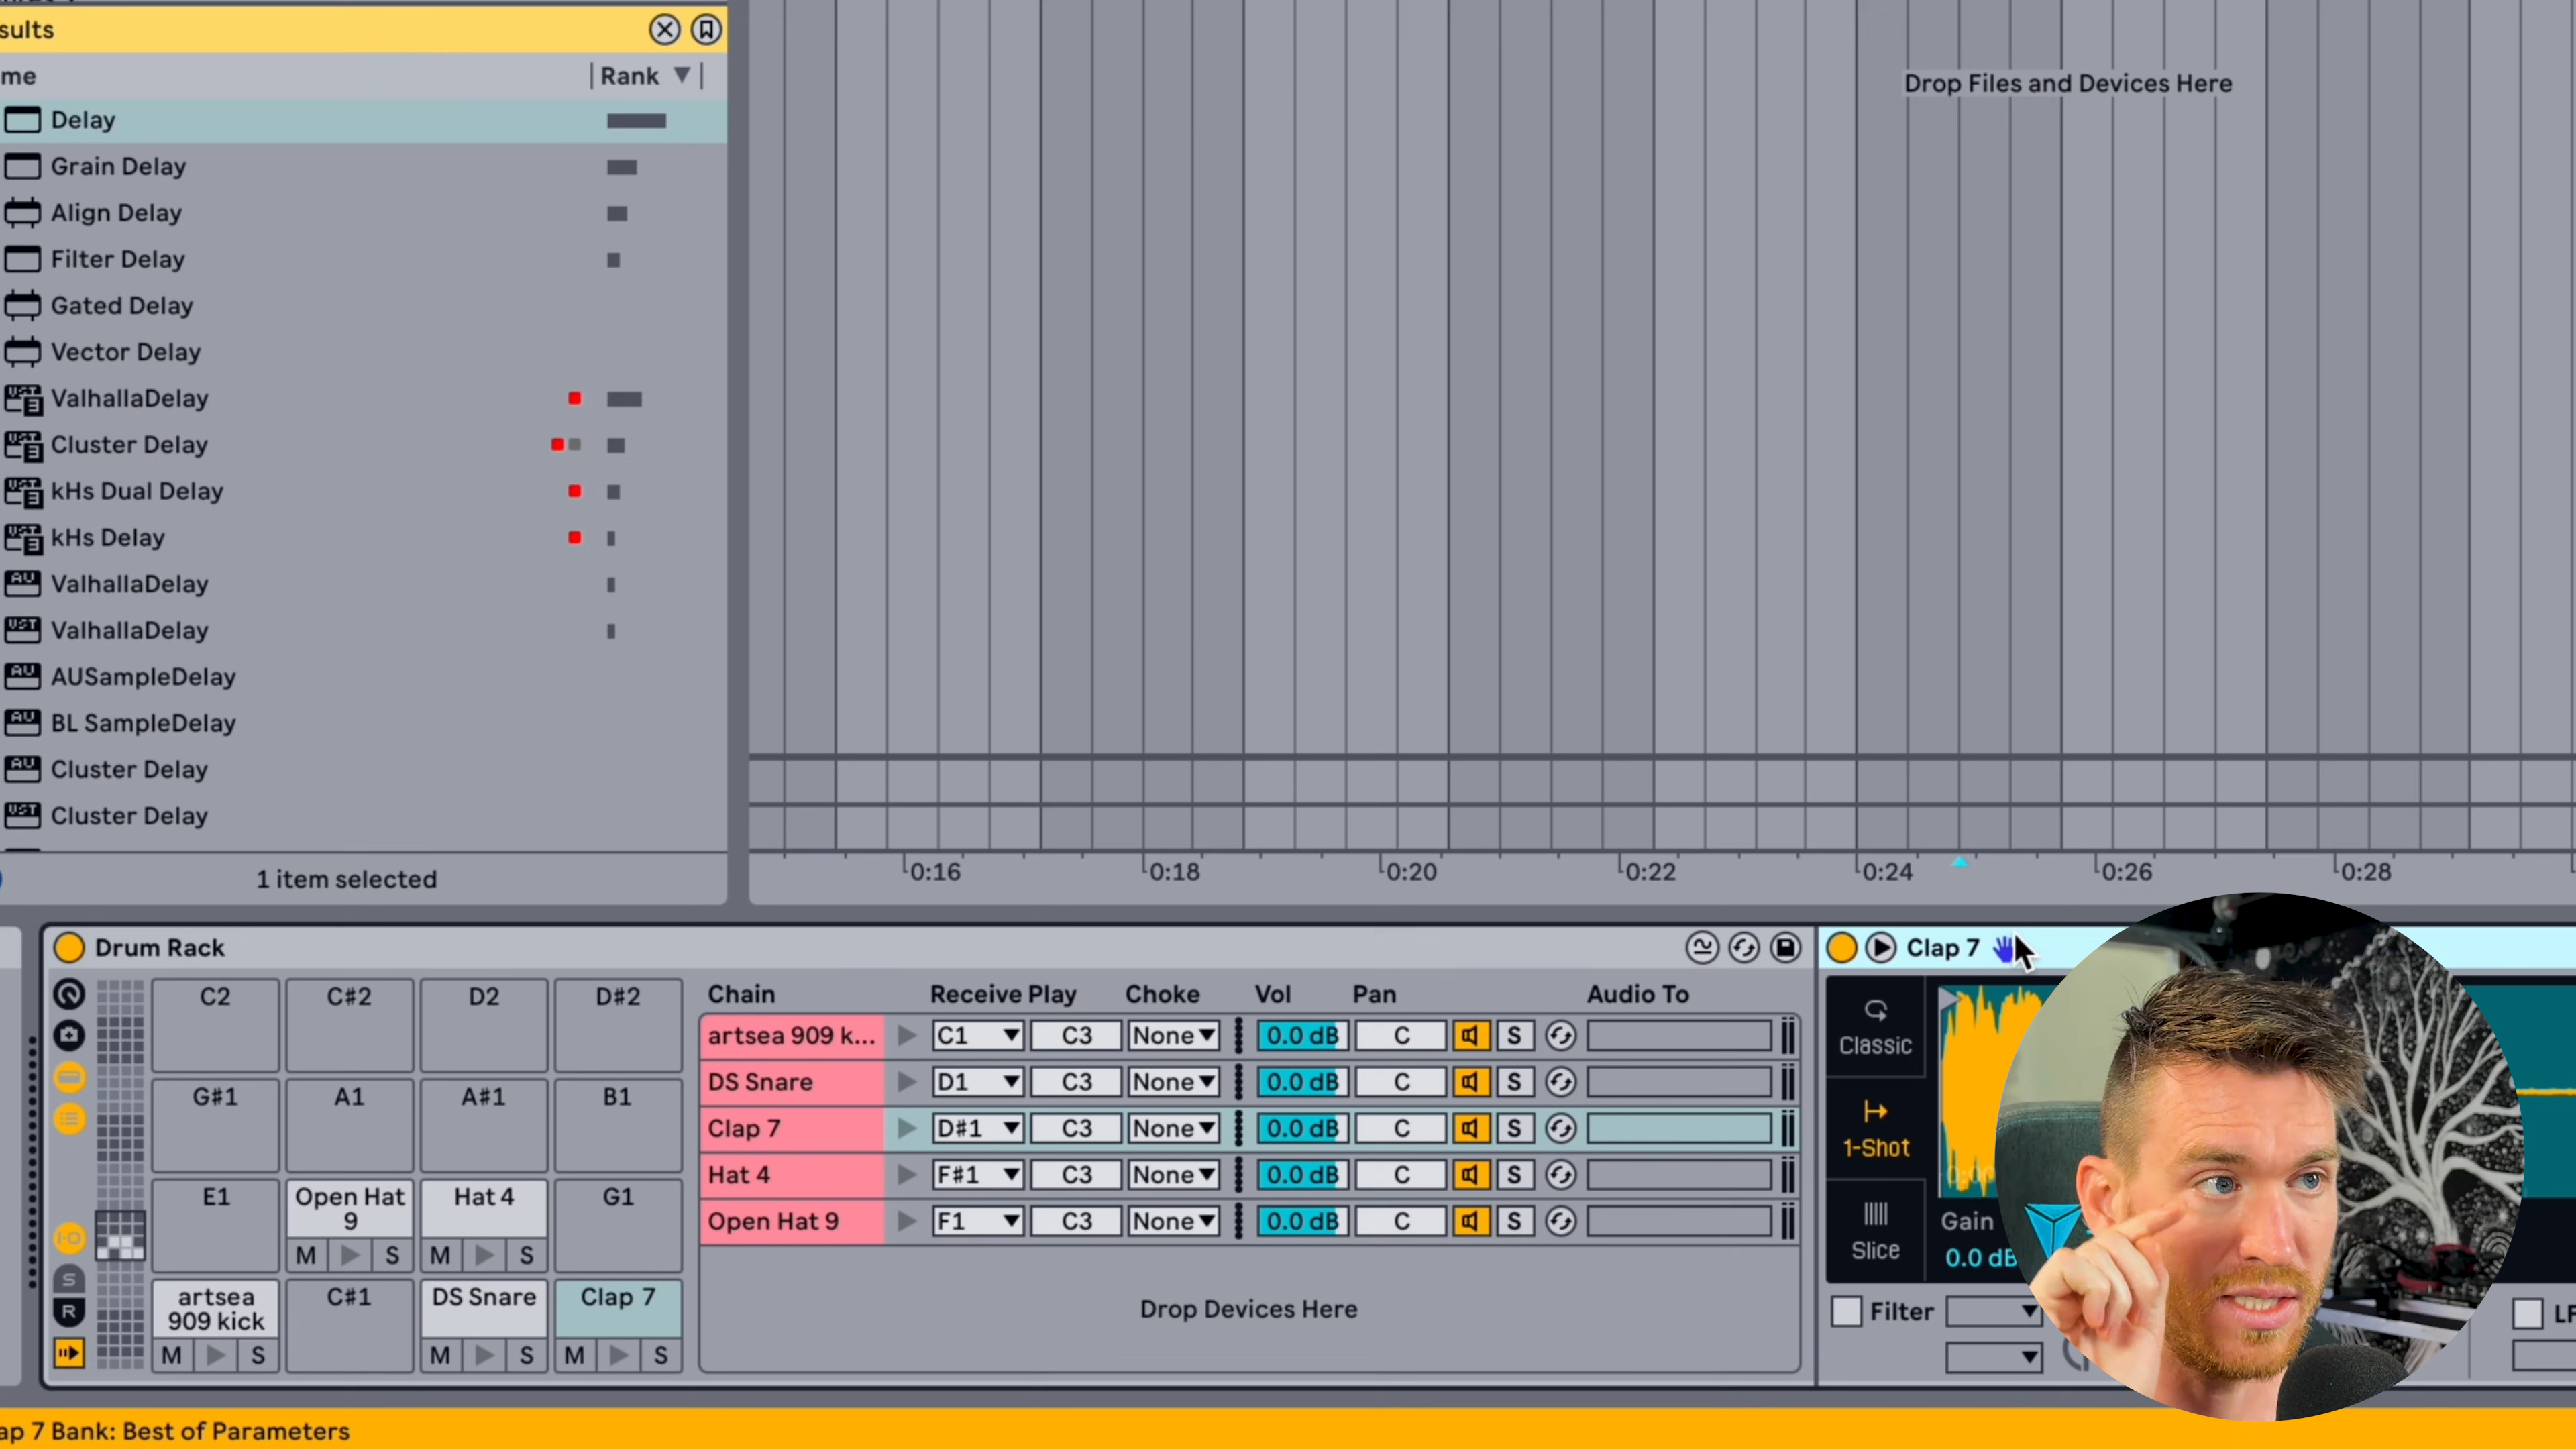 sults
me
Rank
Delay
Grain Delay
Align Delay
Filter Delay
Gated Delay
Vector Delay
ValhallaDelay
Cluster Delay
kHs Dual Delay
kHs Delay
ValhallaDelay
ValhallaDelay
AUSampleDelay
BL SampleDelay
Cluster Delay
Cluster Delay
1 item selected
Drop Files and Devices Here
0:16 0:18 0:20 0:22 0:24 0:26 0:28
Drum Rack
C2 C#2 D2 D#2
G#1 A1 A#1 B1
E1 Open Hat 9 Hat 4 G1
M S M S
artsea 909 kick C#1 DS Snare Clap 7
M S M S M S
S
R
Chain Receive Play Choke Vol Pan Audio To
artsea 909 k... C1 C3 None 0.0 dB C S
DS Snare D1 C3 None 0.0 dB C S
Clap 7 D#1 C3 None 0.0 dB C S
Hat 4 F#1 C3 None 0.0 dB C S
Open Hat 9 F1 C3 None 0.0 dB C S
Drop Devices Here
Clap 7
Classic
1-Shot
Slice
Gain
0.0 dB
Filter
LF
ap 7 Bank: Best of Parameters